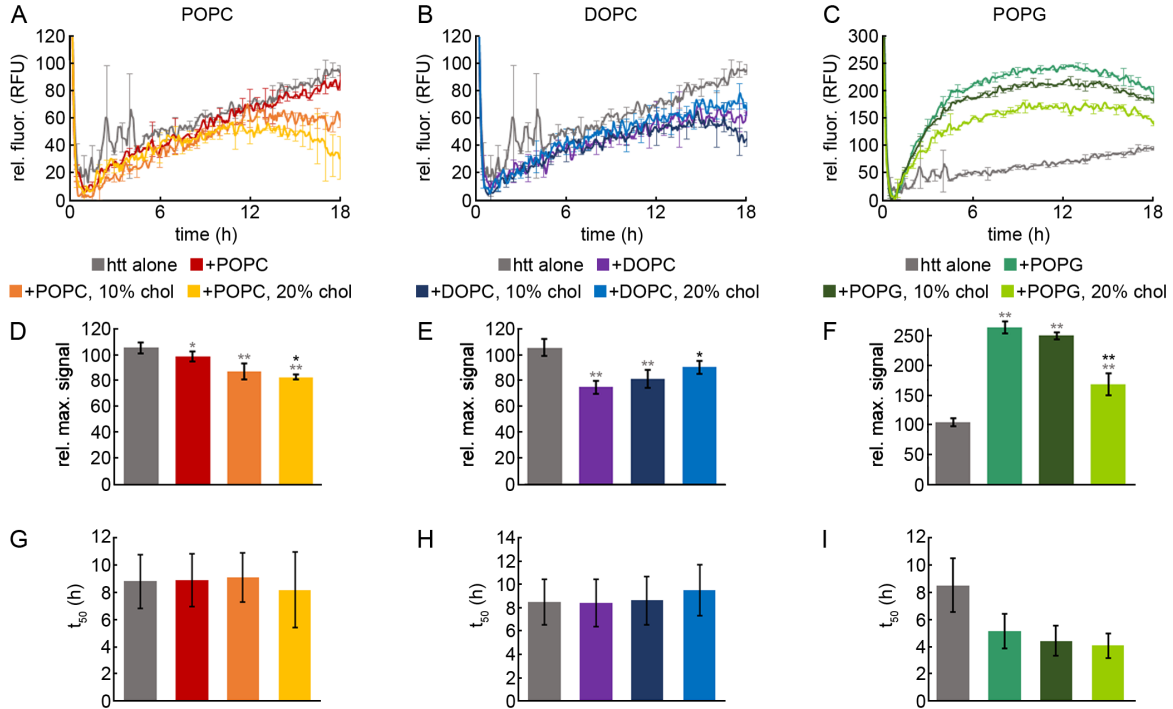 A POPC
B DOPC
C POPG
rel. fluor. (RFU)
120
100
80
60
40
20
0
0 6 12 18
time (h)
rel. fluor. (RFU)
120
100
80
60
40
20
0
0 6 12 18
time (h)
rel. fluor. (RFU)
300
250
200
150
100
50
0
0 6 12 18
time (h)
htt alone +POPC
+POPC, 10% chol +POPC, 20% chol
htt alone +DOPC
+DOPC, 10% chol +DOPC, 20% chol
htt alone +POPG
+POPG, 10% chol +POPG, 20% chol
D
rel. max. signal
120
100
80
60
40
20
0
* ** * **
E
rel. max. signal
120
100
80
60
40
20
0
** ** *
F
rel. max. signal
250
200
150
100
50
0
** ** ** **
G
t50 (h)
12
10
8
6
4
2
0
H
t50 (h)
14
12
10
8
6
4
2
0
I
t50 (h)
12
10
8
6
4
2
0